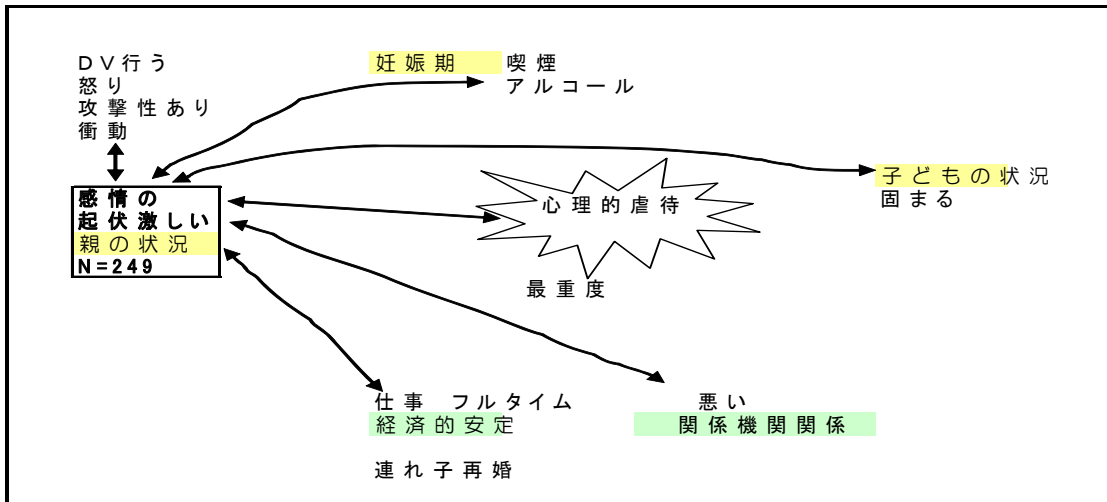 DV行う
怒り
攻撃性あり
衝動
妊娠期 喫煙
アルコール
子どもの状況
固まる
感情の
起伏激しい
親の状況
N=249
心理的虐待
最重度
仕事 フルタイム
経済的安定
連れ子再婚
悪い
関係機関関係